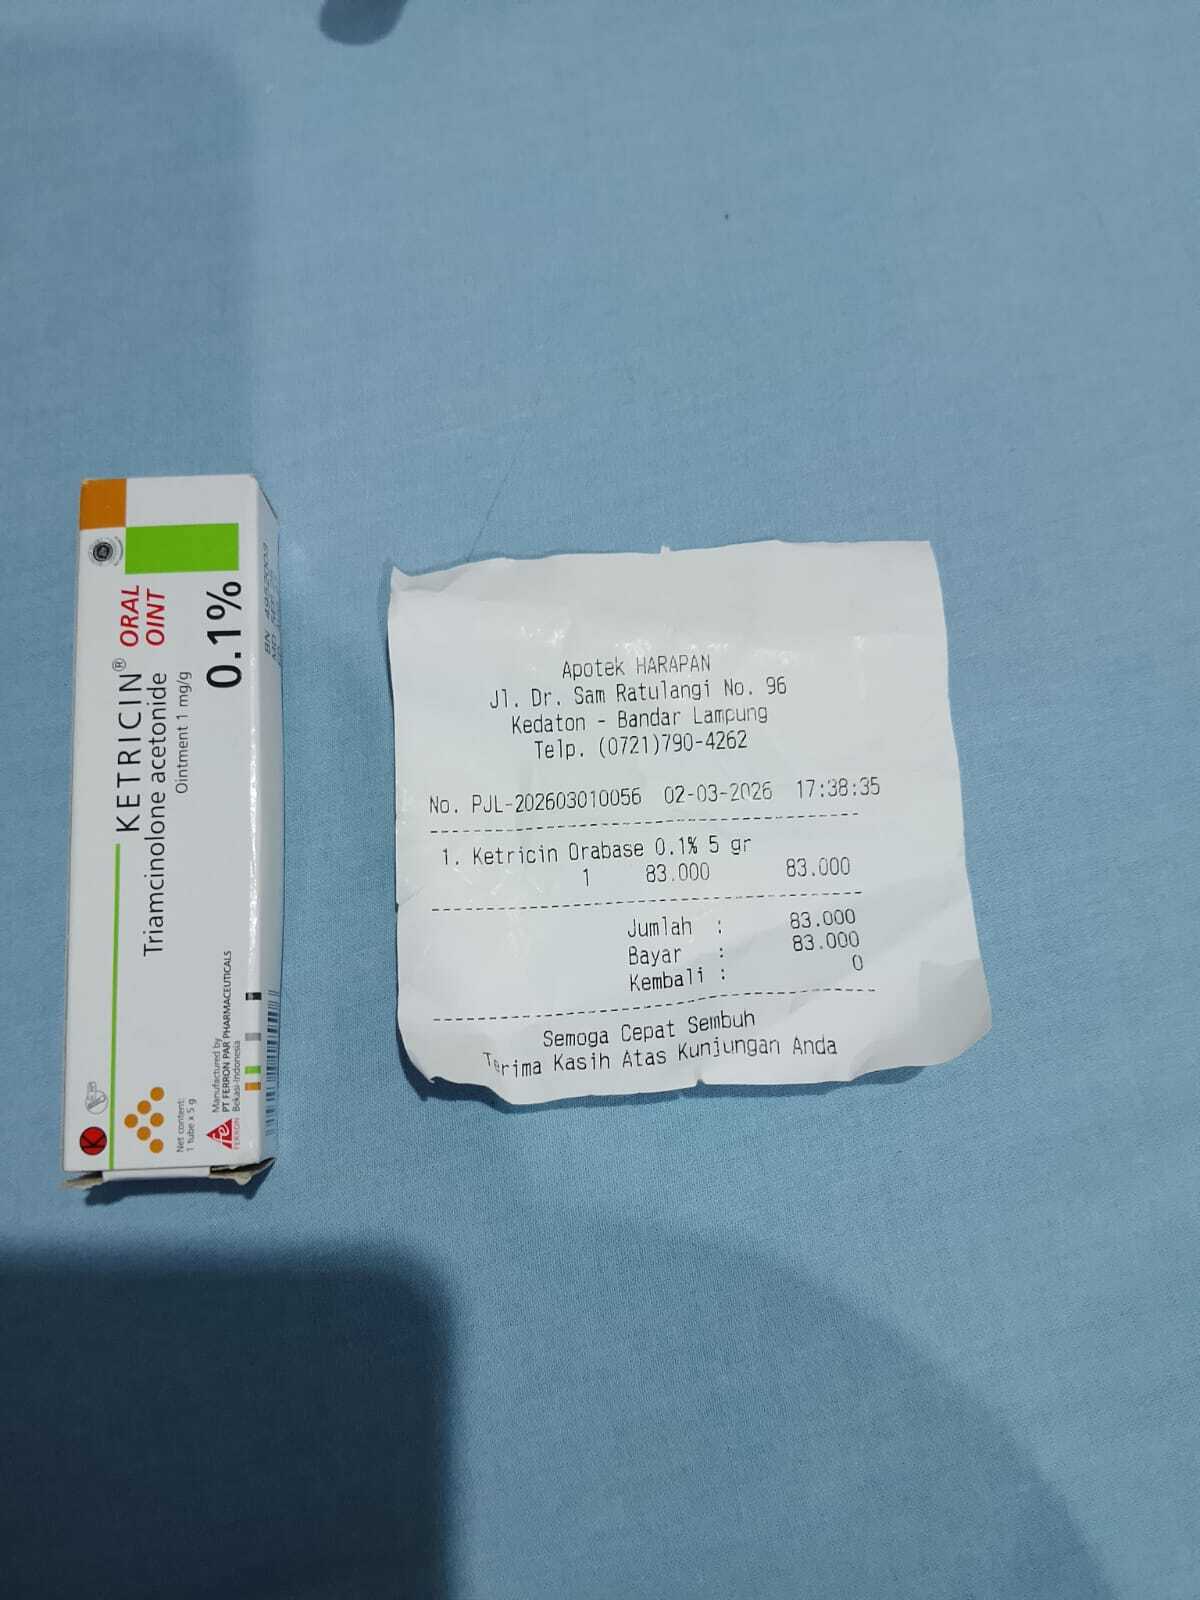 KETRICIN® ORAL OINT
Triamcinolone acetonide
Ointment 1 mg/g
0.1%
K
Net content:
1 tube x 5 g
Manufactured by
PT FERRON PAR PHARMACEUTICALS
Bekasi-Indonesia
FERRON
Apotek HARAPAN
Jl. Dr. Sam Ratulangi No. 96
Kedaton - Bandar Lampung
Telp. (0721)790-4262
No. PJL-202603010056 02-03-2026 17:38:35
1. Ketricin Orabase 0.1% 5 gr
1 83.000 83.000
Jumlah : 83.000
Bayar : 83.000
Kembali : 0
Semoga Cepat Sembuh
Terima Kasih Atas Kunjungan Anda